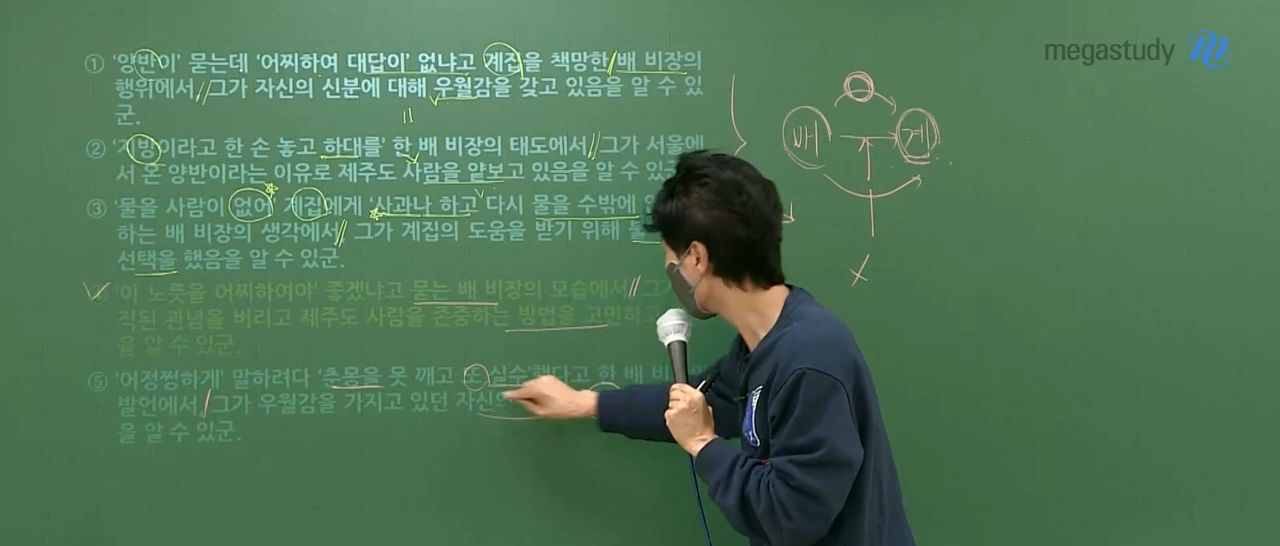 megastudy
① '양반이' 묻는데 '어찌하여 대답이' 없냐고 계집을 책망한 배 비장의
행위에서, 그가 자신의 신분에 대해 우월감을 갖고 있음을 알 수 있
군.
② '지방이라고 한 손 놓고 하대를' 한 배 비장의 태도에서, 그가 서울에
서 온 양반이라는 이유로 제주도 사람을 얕보고 있음을 알 수 있군
③ '물을 사람이 없어' 계집에게 '사과나 하고' 다시 물을 수밖에
하는 배 비장의 생각에서, 그가 계집의 도움을 받기 위해
선택을 했음을 알 수 있군.
'이 노릇을 어찌하여야' 좋겠냐고 묻는 배 비장의 모습에서, 그
직된 관념을 버리고 제주도 사람을 존중하는 방법을 고민하고
을 알 수 있군.
⑤ '어정쩡하게' 말하려다 '춘몽을 못 깨고 또 실수'했다고 한 배 비
발언에서, 그가 우월감을 가지고 있던 자신의
을 알 수 있군.
배 계